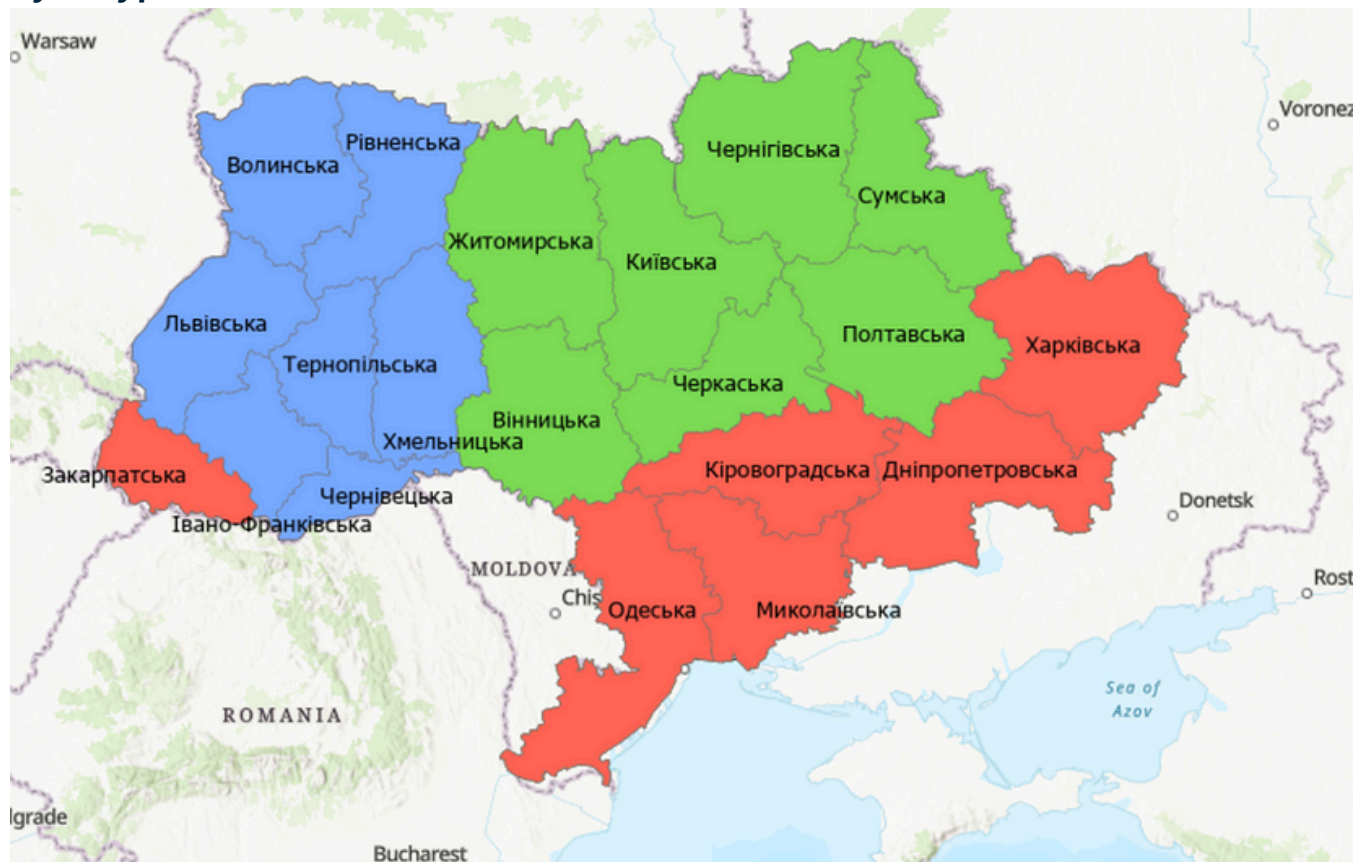 Warsaw
Voronez
Рівненська
Волинська
Чернігівська
Сумська
Житомирська
Київська
Львівська
Тернопільська
Полтавська
Харківська
Черкаська
Вінницька
Хмельницька
Закарпатська
Кіровоградська
Дніпропетровська
Чернівецька
Івано-Франківська
Donetsk
MOLDOVA
Chis
Rost
Одеська
Миколаївська
Sea of
Azov
ROMANIA
lgrade
Bucharest